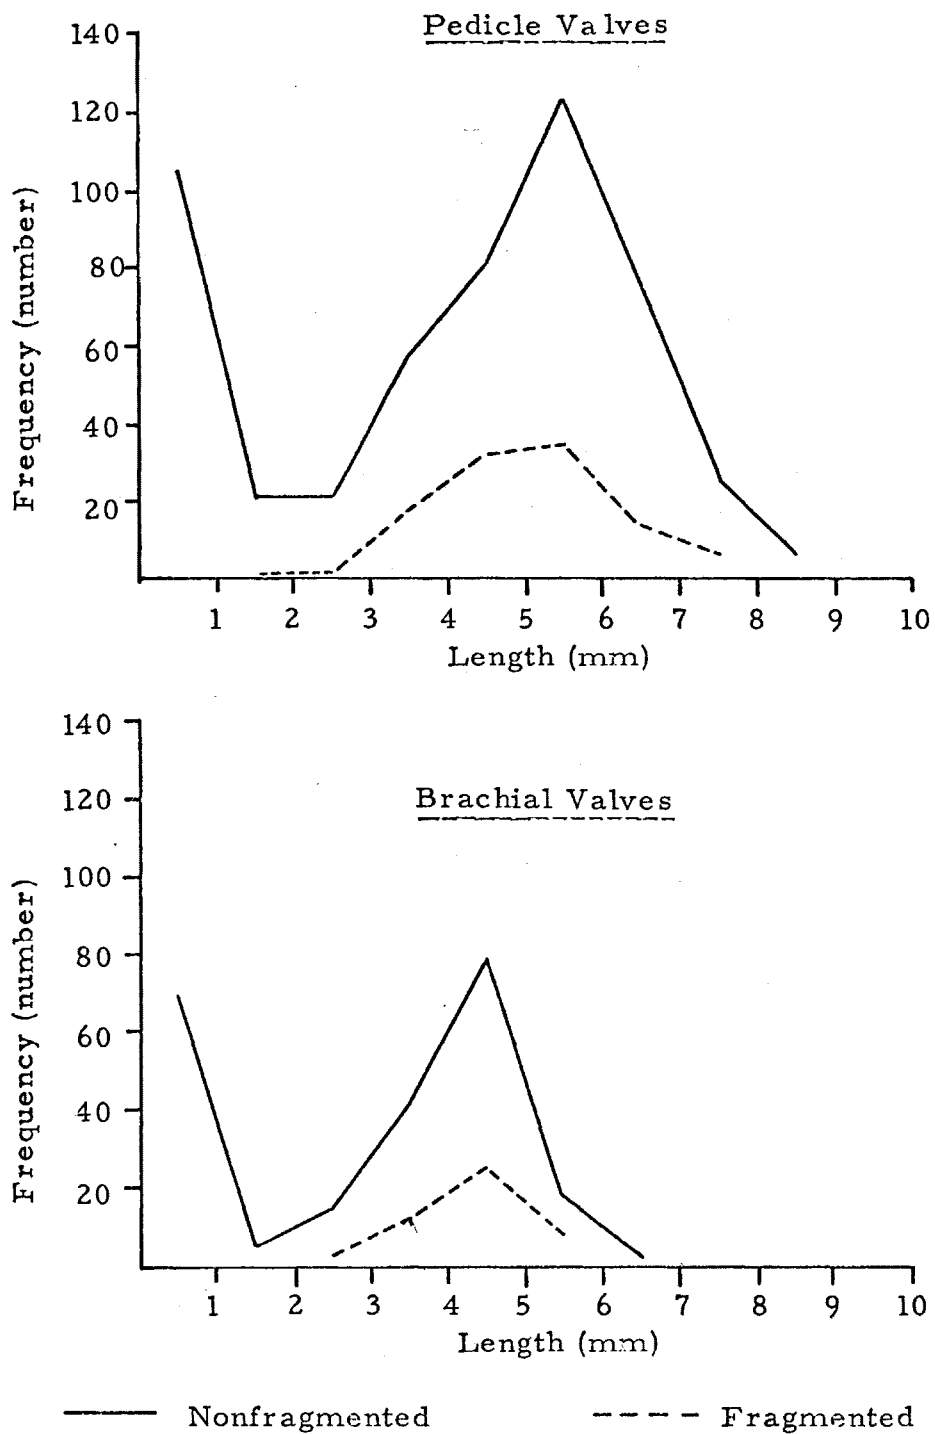 Pedicle Valves
140
120
100
80
60
40
20
Frequency (number)
1 2 3 4 5 6 7 8 9 10
Length (mm)
Brachial Valves
140
120
100
80
60
40
20
Frequency (number)
1 2 3 4 5 6 7 8 9 10
Length (mm)
Nonfragmented Fragmented